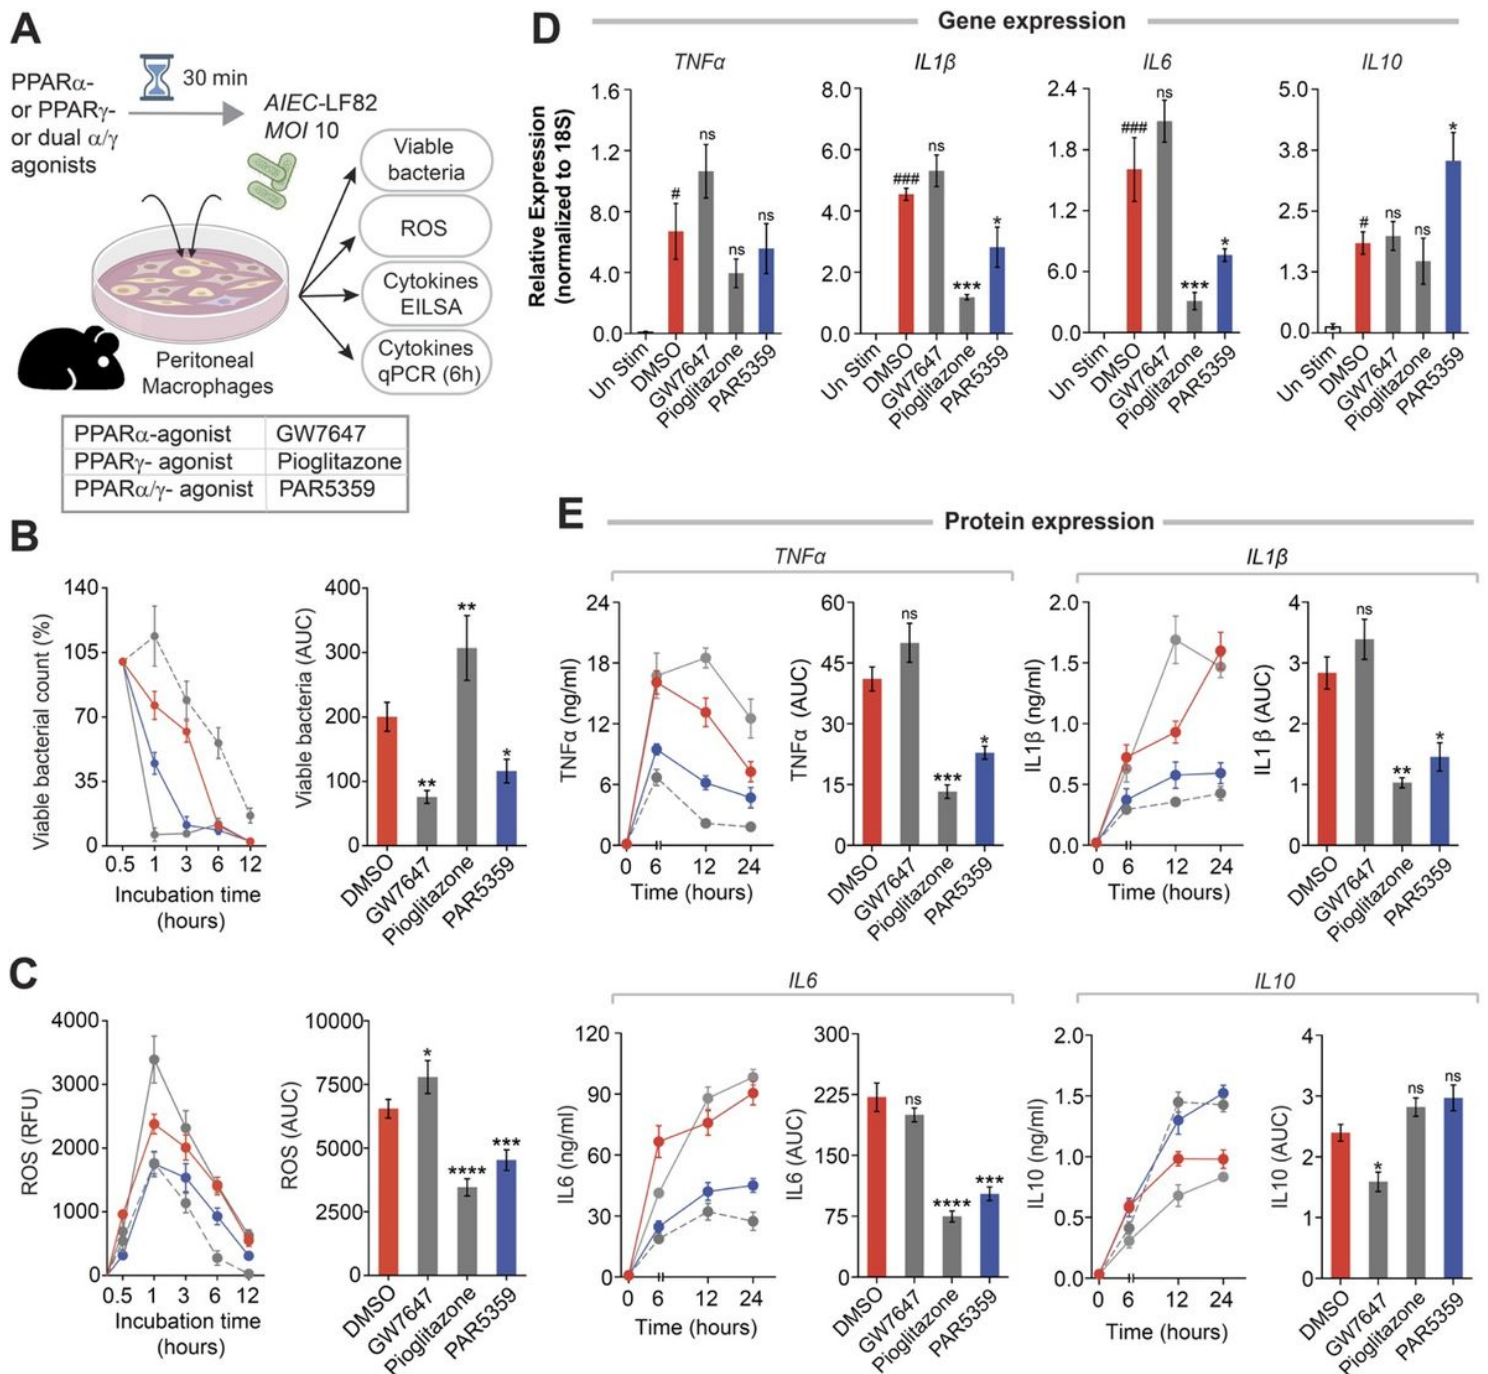 A
PPARα-
or PPARγ-
or dual α/γ
agonists
30 min
AIEC-LF82
MOI 10
Viable
bacteria
ROS
Cytokines
EILSA
Cytokines
qPCR (6h)
Peritoneal
Macrophages
PPARα-agonist GW7647
PPARγ- agonist Pioglitazone
PPARα/γ- agonist PAR5359
B
Viable bacterial count (%)
140
105
70
35
0
0.5 1 3 6 12
Incubation time
(hours)
Viable bacteria (AUC)
400
300
200
100
0
**
**
*
DMSO
GW7647
Pioglitazone
PAR5359
C
ROS (RFU)
4000
3000
2000
1000
0
0.5 1 3 6 12
Incubation time
(hours)
ROS (AUC)
10000
7500
5000
2500
0
*
****
***
DMSO
GW7647
Pioglitazone
PAR5359
D
Gene expression
Relative Expression
(normalized to 18S)
TNFα
1.6
1.2
8.0
4.0
0.0
#
ns
ns
ns
Un Stim
DMSO
GW7647
Pioglitazone
PAR5359
IL1β
8.0
6.0
4.0
2.0
0.0
###
ns
***
*
Un Stim
DMSO
GW7647
Pioglitazone
PAR5359
IL6
2.4
1.8
1.2
6.0
0.0
###
ns
***
*
Un Stim
DMSO
GW7647
Pioglitazone
PAR5359
IL10
5.0
3.8
2.5
1.3
0.0
#
ns
ns
*
Un Stim
DMSO
GW7647
Pioglitazone
PAR5359
E
Protein expression
TNFα
TNFα (ng/ml)
24
18
12
6
0
0 6 12 24
Time (hours)
TNFα (AUC)
60
45
30
15
0
ns
***
*
DMSO
GW7647
Pioglitazone
PAR5359
IL1β
IL1β (ng/ml)
2.0
1.5
1.0
0.5
0.0
0 6 12 24
Time (hours)
IL1 β (AUC)
4
3
2
1
0
ns
**
*
DMSO
GW7647
Pioglitazone
PAR5359
IL6
IL6 (ng/ml)
120
90
60
30
0
0 6 12 24
Time (hours)
IL6 (AUC)
300
225
150
75
0
ns
****
***
DMSO
GW7647
Pioglitazone
PAR5359
IL10
IL10 (ng/ml)
2.0
1.5
1.0
0.5
0.0
0 6 12 24
Time (hours)
IL10 (AUC)
4
3
2
1
0
*
ns
ns
DMSO
GW7647
Pioglitazone
PAR5359